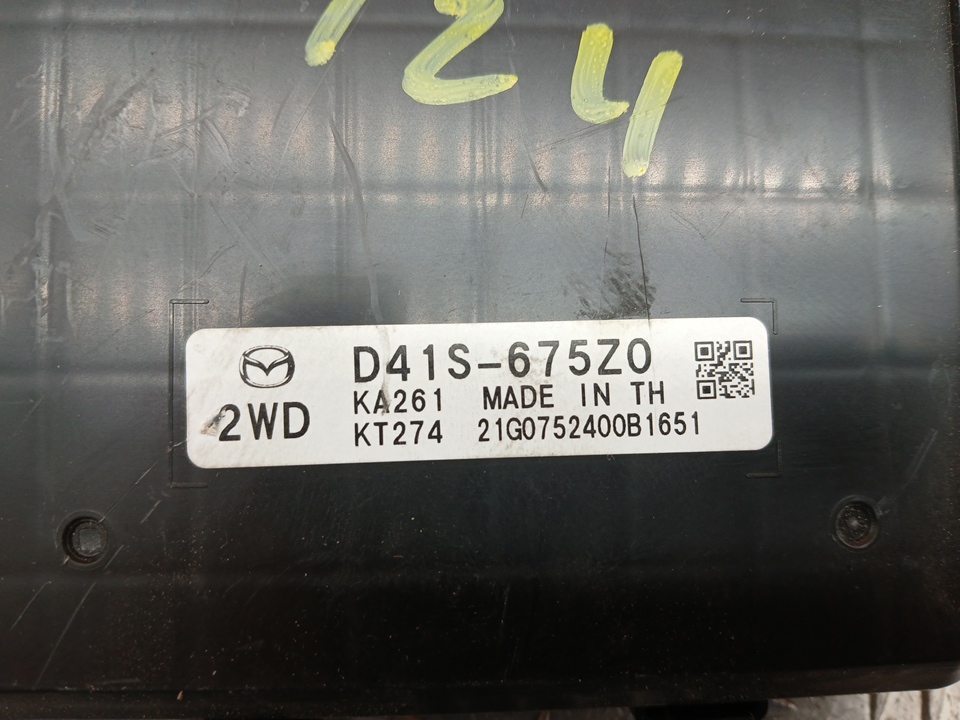 124
D41S-675Z0
KA261 MADE IN TH
2WD
KT274 21G0752400B1651